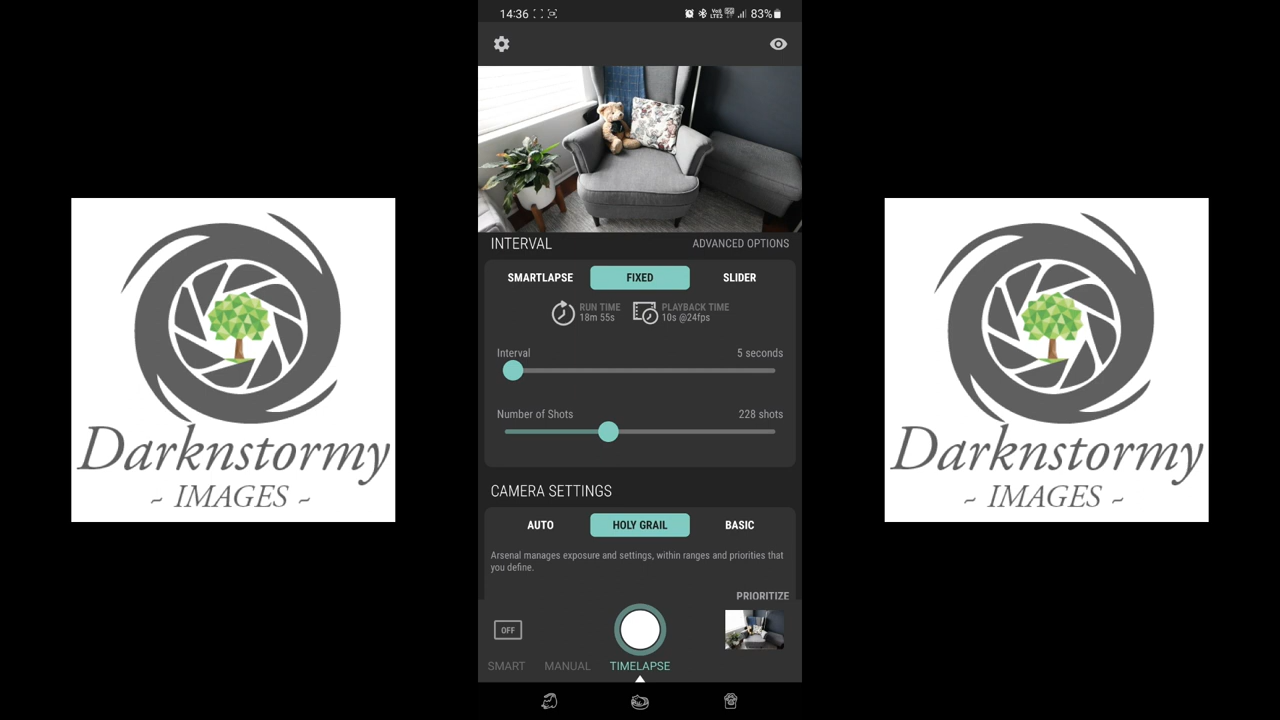 14:36
Vo)) LTE2
83%
INTERVAL
ADVANCED OPTIONS
SMARTLAPSE
FIXED
SLIDER
RUN TIME
18m 55s
PLAYBACK TIME
10s @24fps
Interval
5 seconds
Number of Shots
228 shots
CAMERA SETTINGS
AUTO
HOLY GRAIL
BASIC
Arsenal manages exposure and settings, within ranges and priorities that
you define.
PRIORITIZE
OFF
SMART
MANUAL
TIMELAPSE
Darknstormy
~ IMAGES ~
Darknstormy
~ IMAGES ~